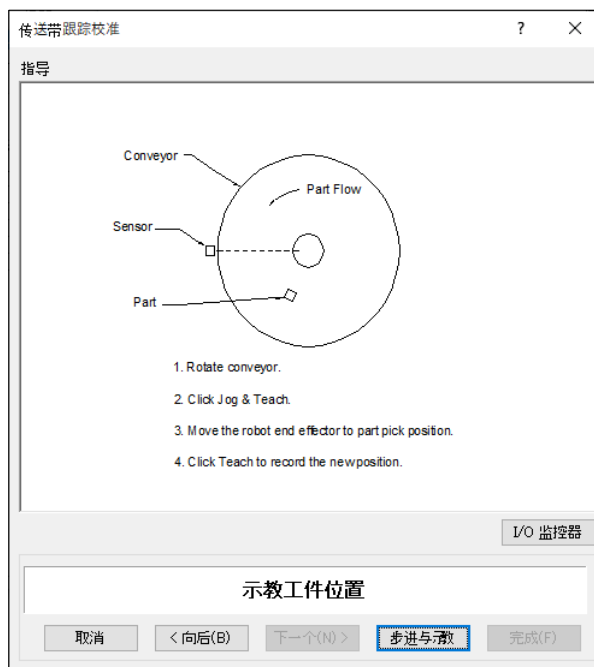 传送带跟踪校准
?
指导
Conveyor
Part Flow
Sensor
Part
1. Rotate conveyor.
2. Click Jog & Teach.
3. Move the robot end effector to part pick position.
4. Click Teach to record the new position.
I/O 监控器
示教工件位置
取消
< 向后(B)
下一个(N) >
步进与示教
完成(F)